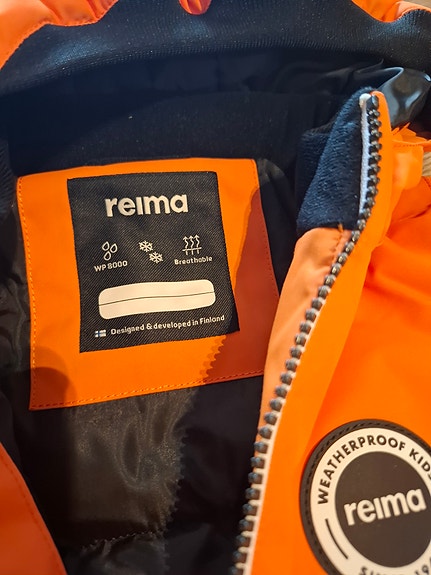 reima
WP 8000
Breathable
Designed & developed in Finland
WEATHERPROOF KIDS
reima